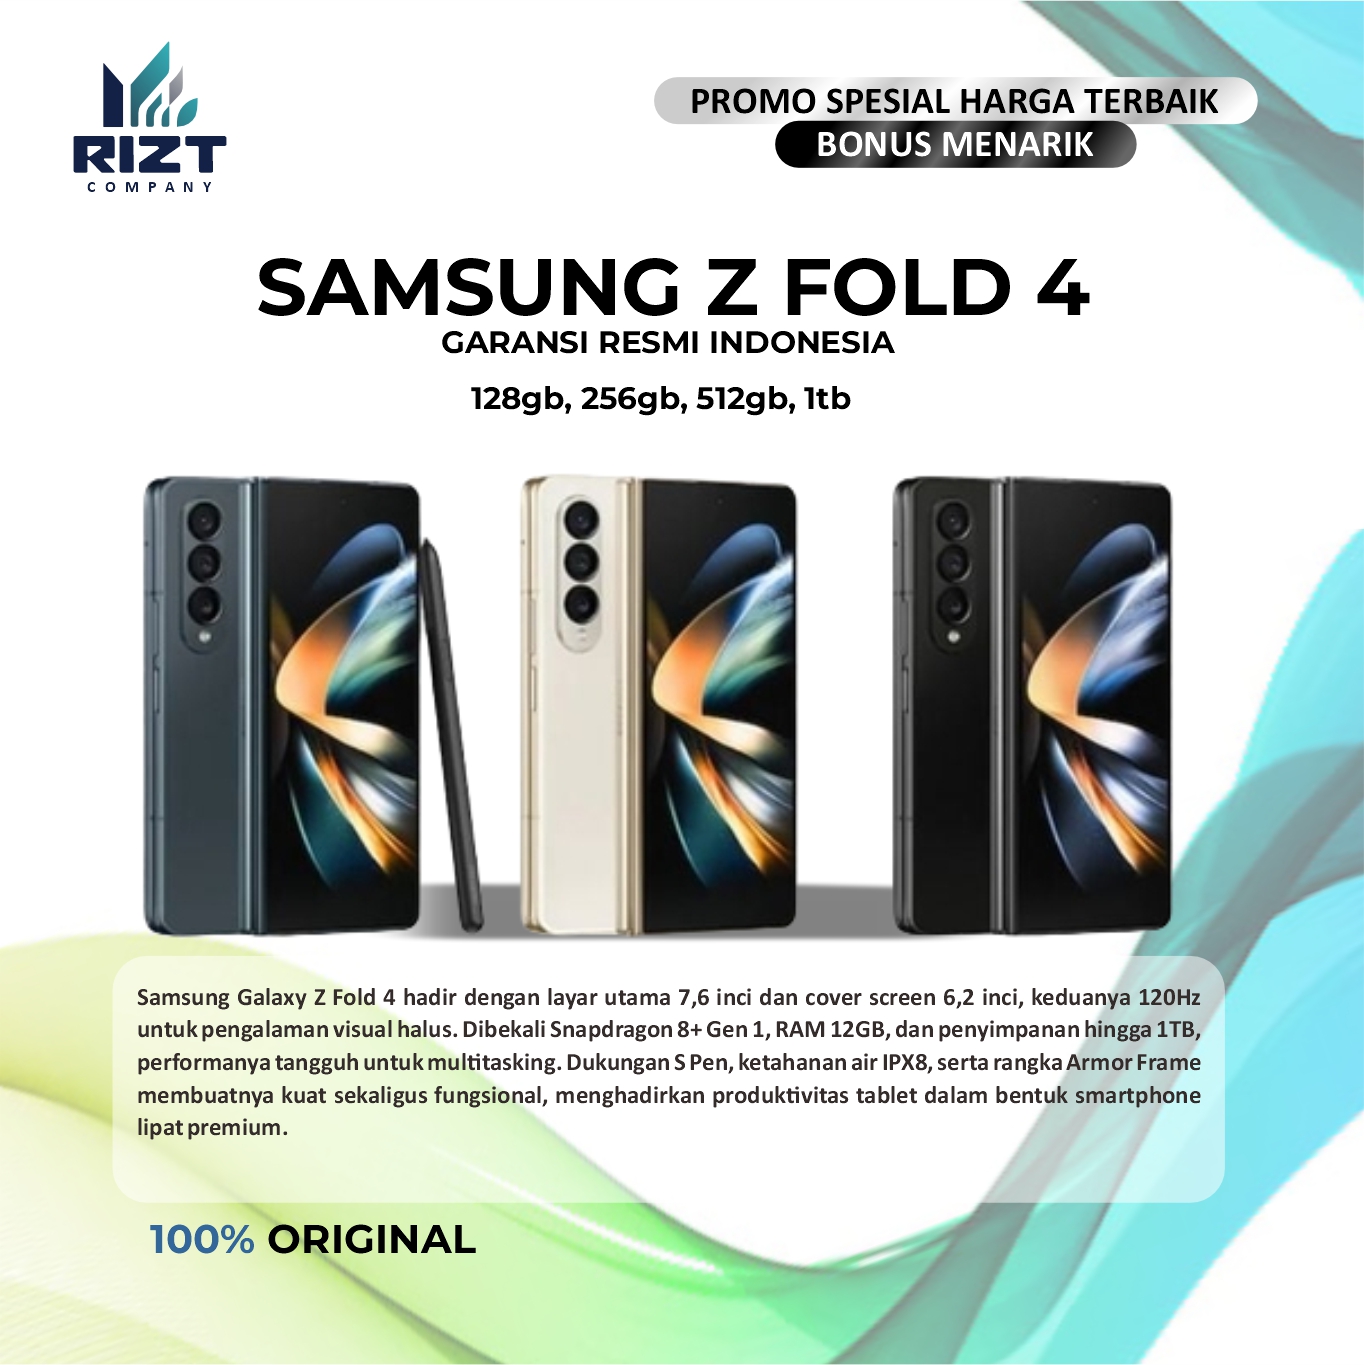 RIZT
COMPANY
PROMO SPESIAL HARGA TERBAIK
BONUS MENARIK
SAMSUNG Z FOLD 4
GARANSI RESMI INDONESIA
128gb, 256gb, 512gb, 1tb
Samsung Galaxy Z Fold 4 hadir dengan layar utama 7,6 inci dan cover screen 6,2 inci, keduanya 120Hz
untuk pengalaman visual halus. Dibekali Snapdragon 8+ Gen 1, RAM 12GB, dan penyimpanan hingga 1TB,
performanya tangguh untuk multitasking. Dukungan S Pen, ketahanan air IPX8, serta rangka Armor Frame
membuatnya kuat sekaligus fungsional, menghadirkan produktivitas tablet dalam bentuk smartphone
lipat premium.
100% ORIGINAL